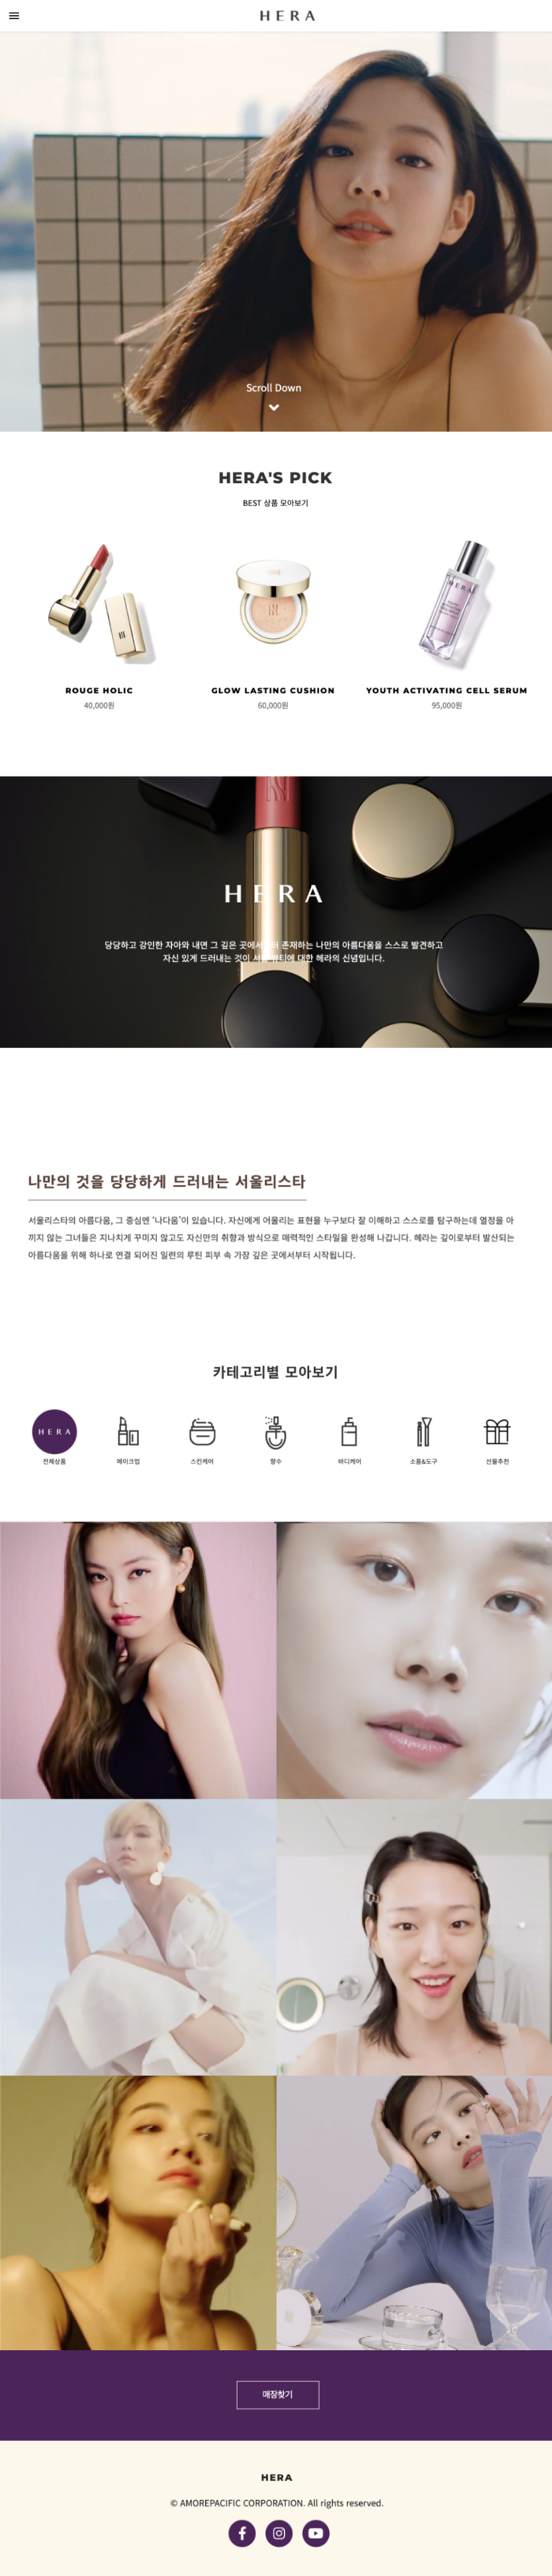 HERA
Scroll Down
HERA'S PICK
BEST 상품 모아보기
ROUGE HOLIC
40,000원
GLOW LASTING CUSHION
60,000원
YOUTH ACTIVATING CELL SERUM
95,000원
HERA
당당하고 강인한 자아와 내면 그 깊은 곳에서부터 존재하는 나만의 아름다움을 스스로 발견하고
자신 있게 드러내는 것이 서울 뷰티에 대한 헤라의 신념입니다.
나만의 것을 당당하게 드러내는 서울리스타
서울리스타의 아름다움, 그 중심엔 '나다움'이 있습니다. 자신에게 어울리는 표현을 누구보다 잘 이해하고 스스로를 탐구하는데 열정을 아
끼지 않는 그녀들은 지나치게 꾸미지 않고도 자신만의 취향과 방식으로 매력적인 스타일을 완성해 나갑니다. 헤라는 깊이로부터 발산되는
아름다움을 위해 하나로 연결 되어진 일련의 루틴 피부 속 가장 깊은 곳에서부터 시작됩니다.
카테고리별 모아보기
HERA
전체상품
메이크업
스킨케어
향수
바디케어
소품&도구
선물추천
매장찾기
HERA
© AMOREPACIFIC CORPORATION. All rights reserved.